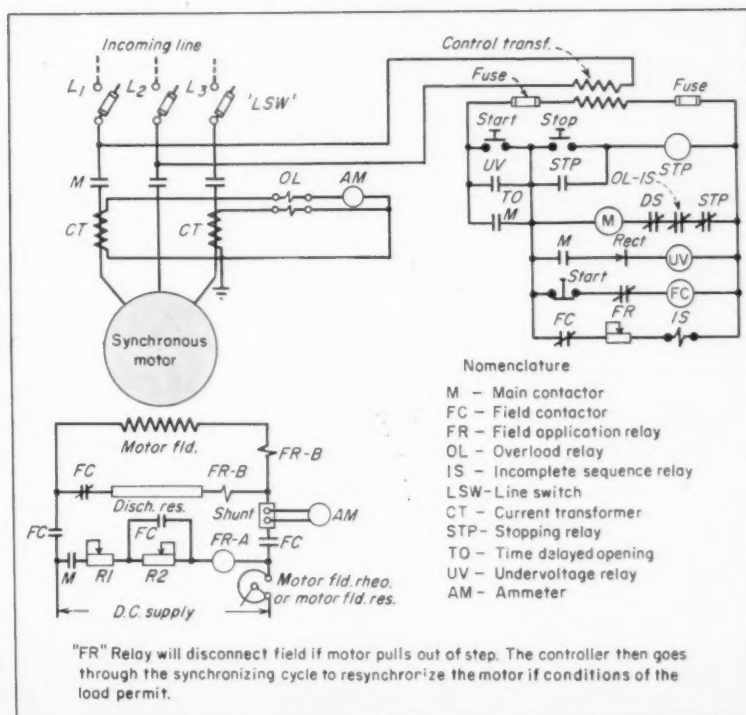 Incoming line
Control transf.
L1 L2 L3 'LSW'
Fuse
Fuse
Start Stop
STP
UV STP
OL-IS
TO
M
M OL AM
CT CT
M DS STP
M Rect UV
Start
FR FC
FC IS
Synchronous
motor
Motor fld.
FR-B
FC FR-B
Disch. res.
Shunt AM
FC FC FC
FR-A
M R1 R2
Motor fld. rheo.
or motor fld. res.
D.C. supply
Nomenclature
M – Main contactor
FC – Field contactor
FR – Field application relay
OL – Overload relay
IS – Incomplete sequence relay
LSW – Line switch
CT – Current transformer
STP – Stopping relay
TO – Time delayed opening
UV – Undervoltage relay
AM – Ammeter
"FR" Relay will disconnect field if motor pulls out of step. The controller then goes
through the synchronizing cycle to resynchronize the motor if conditions of the
load permit.